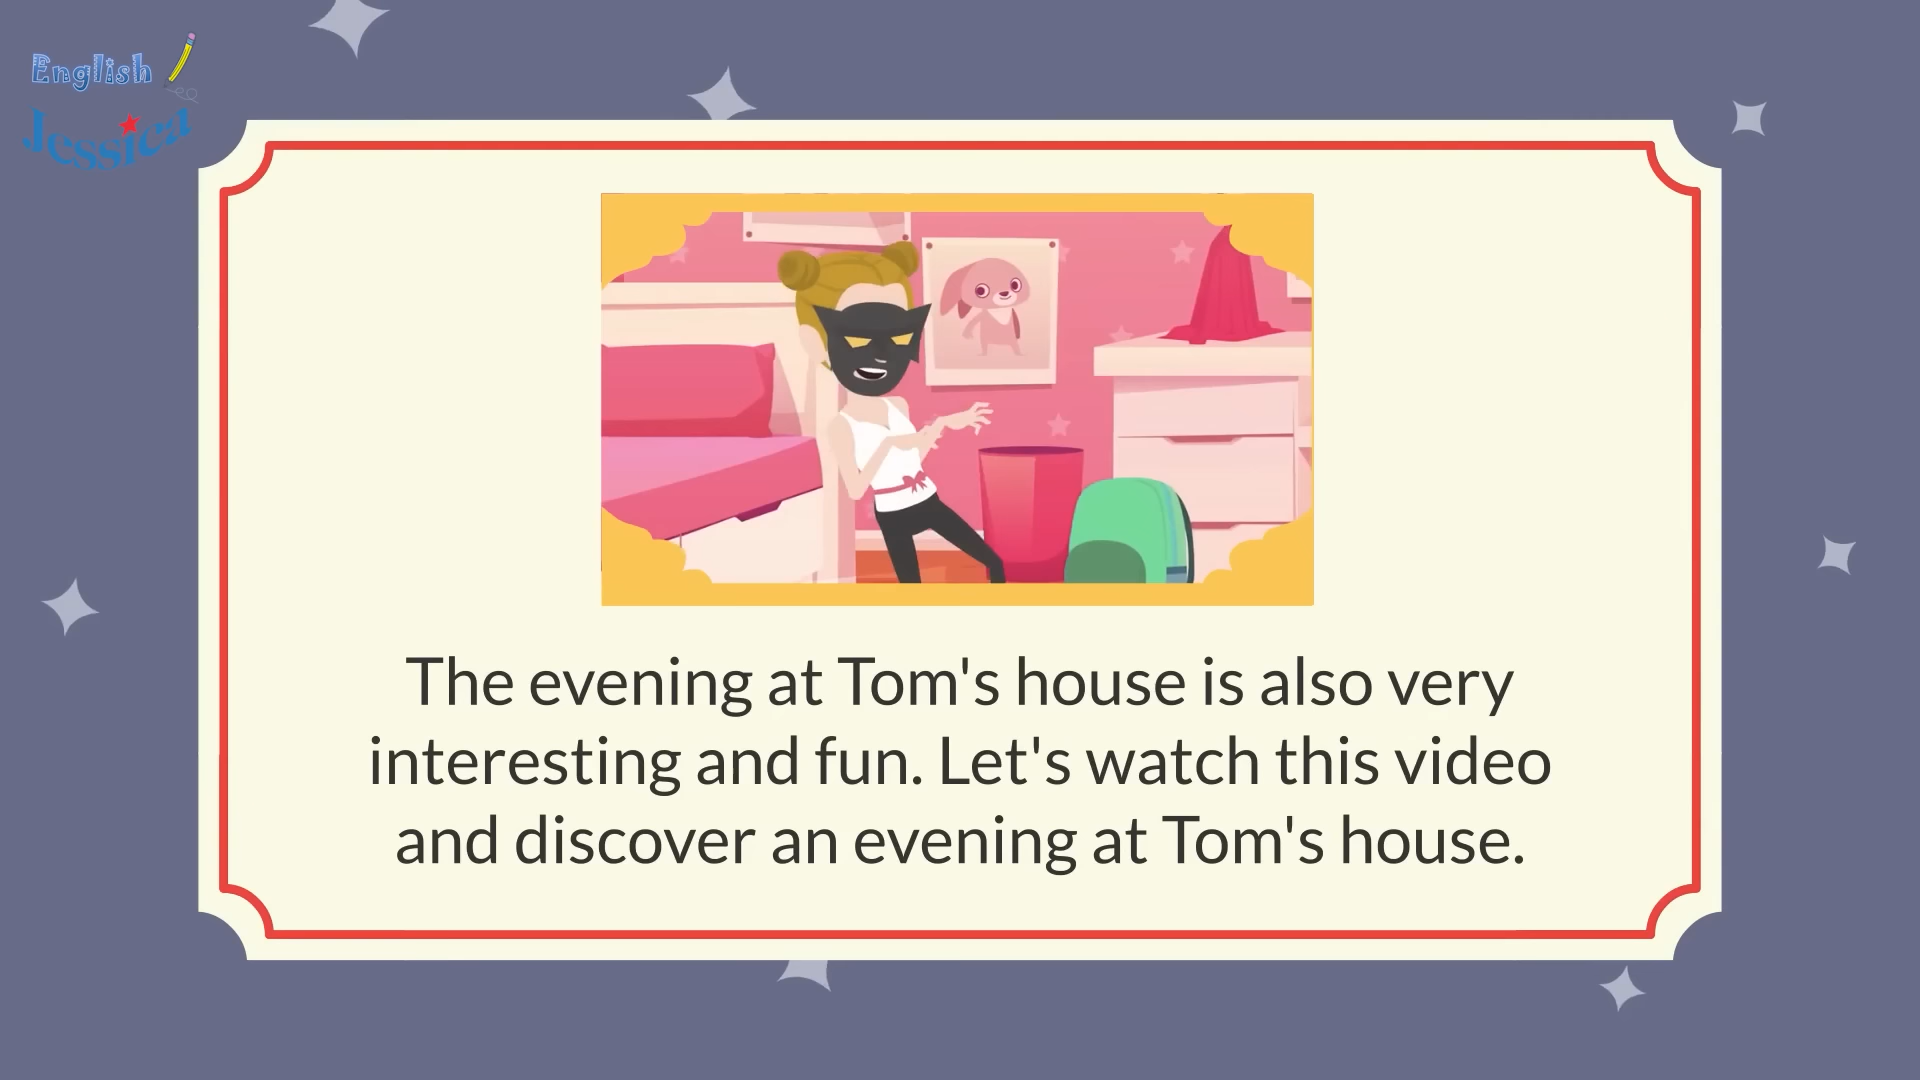 English
Jessica
The evening at Tom's house is also very
interesting and fun. Let's watch this video
and discover an evening at Tom's house.